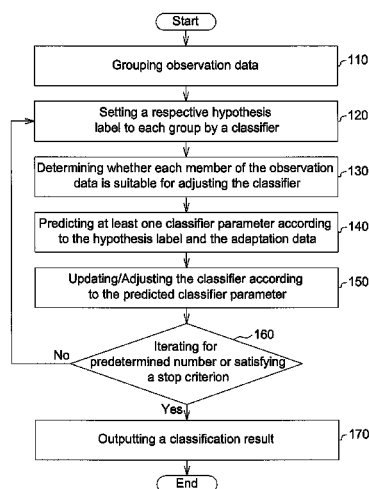 Start
Grouping observation data
110
Setting a respective hypothesis
label to each group by a classifier
120
Determining whether each member of the observation
data is suitable for adjusting the classifier
130
Predicting at least one classifier parameter according
to the hypothesis label and the adaptation data
140
Updating/Adjusting the classifier according
to the predicted classifier parameter
150
160
No
Iterating for
predetermined number or satisfying
a stop criterion
Yes
Outputting a classification result
170
End